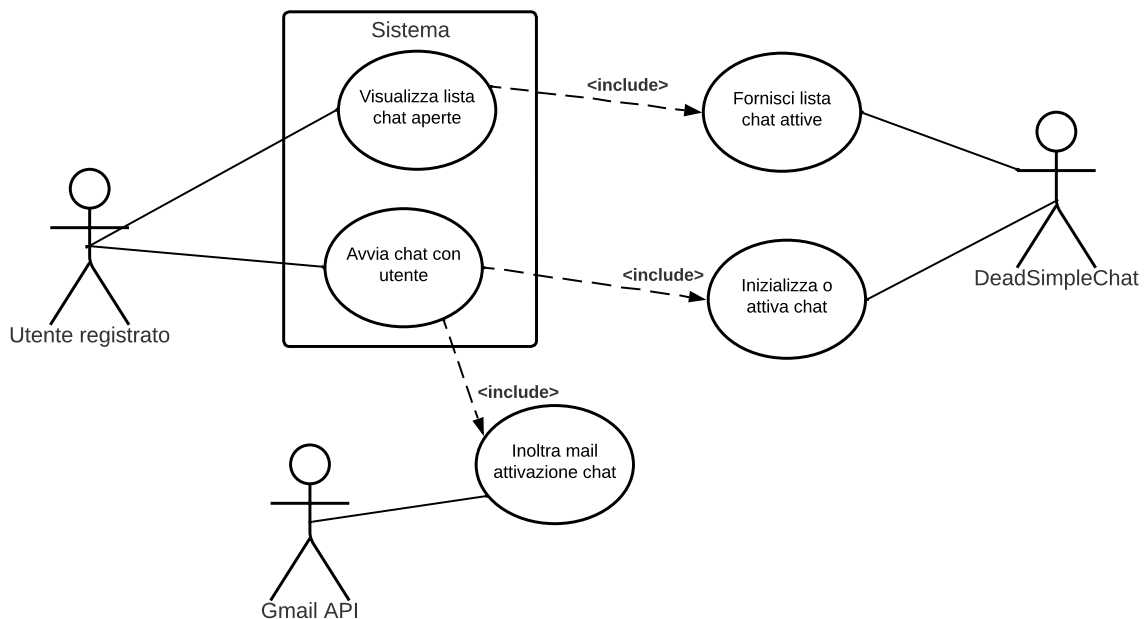 Sistema
Visualizza lista
chat aperte
<include>
Fornisci lista
chat attive
Avvia chat con
utente
<include>
Inizializza o
attiva chat
DeadSimpleChat
Utente registrato
<include>
Inoltra mail
attivazione chat
Gmail API